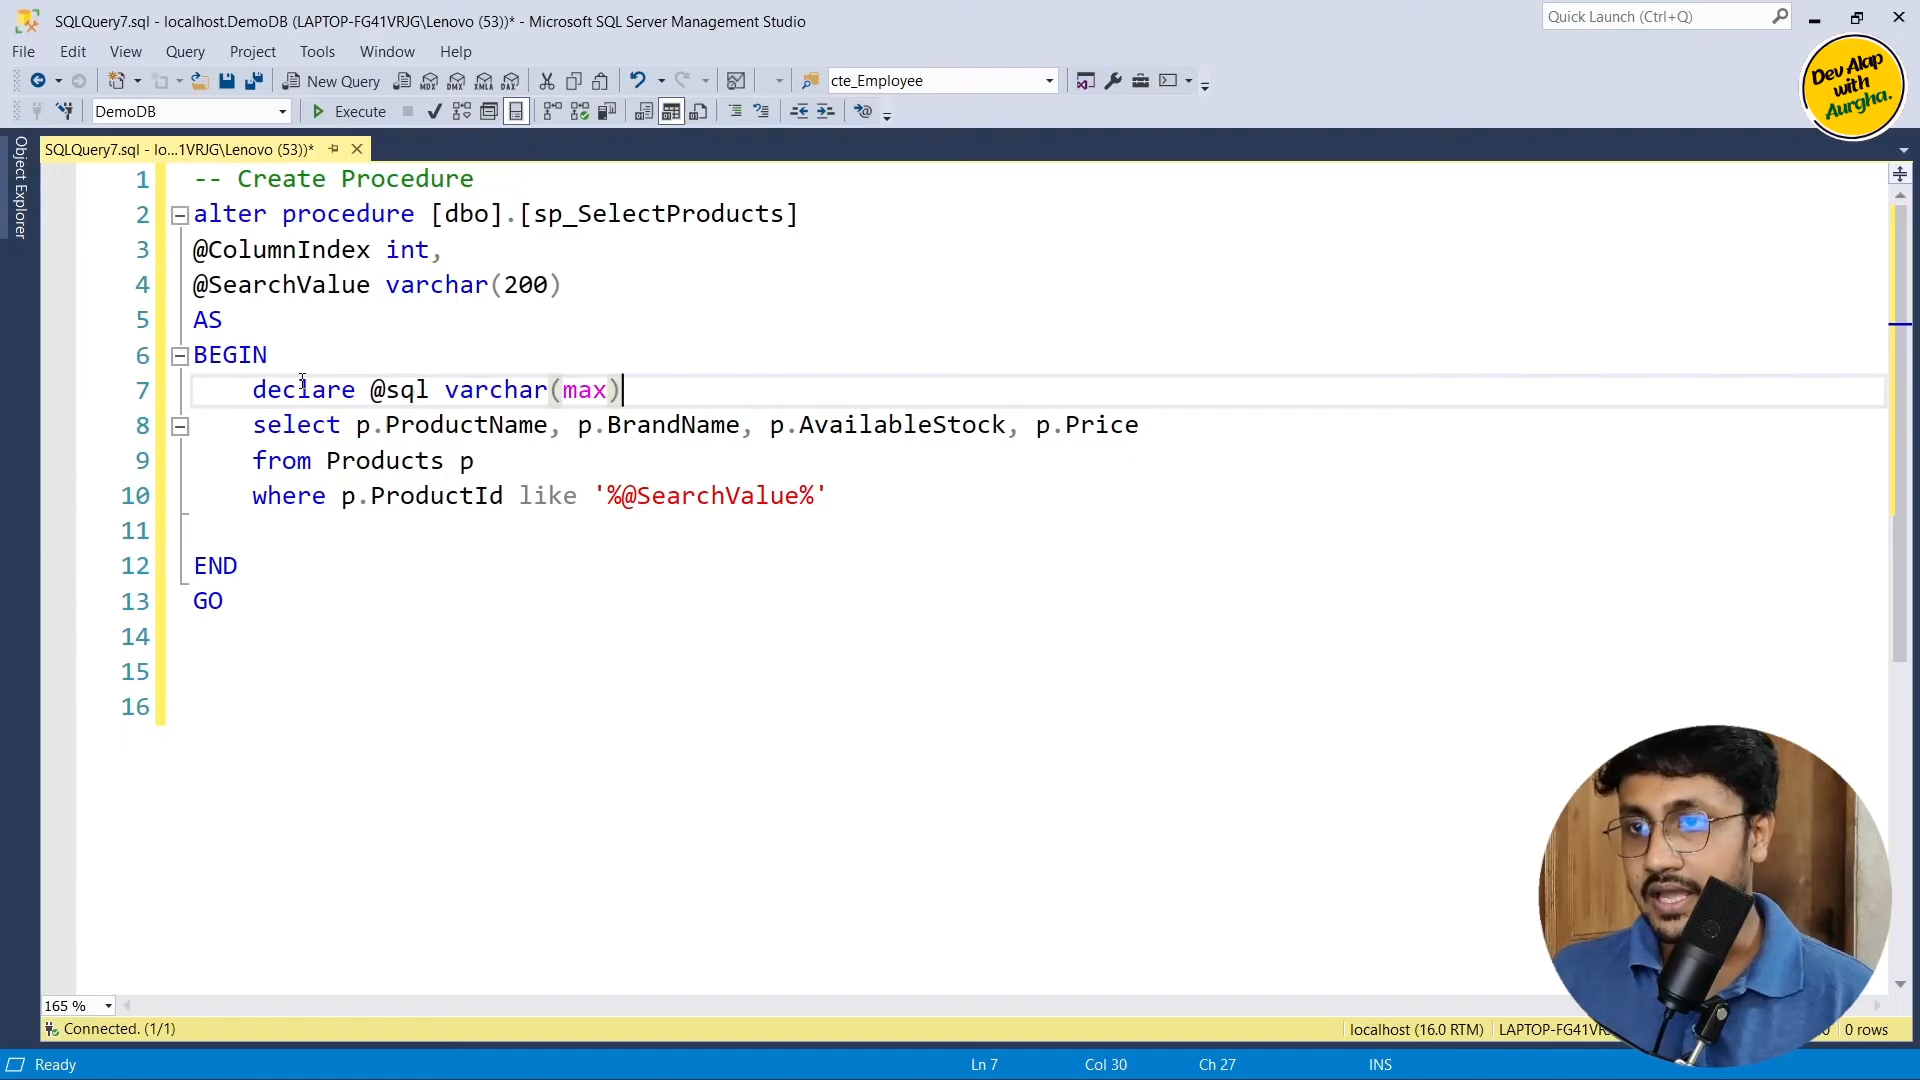 SQLQuery7.sql - localhost.DemoDB (LAPTOP-FG41VRJG\Lenovo (53))* - Microsoft SQL Server Management Studio
Quick Launch (Ctrl+Q)
File Edit View Query Project Tools Window Help
Dev Alap
with
Aurgha.
New Query
MDX DMX XMLA DAX
cte_Employee
DemoDB
Execute
Object Explorer
SQLQuery7.sql - lo...1VRJG\Lenovo (53))*
1 -- Create Procedure
2 alter procedure [dbo].[sp_SelectProducts]
3 @ColumnIndex int,
4 @SearchValue varchar(200)
5 AS
6 BEGIN
7 declare @sql varchar(max)
8 select p.ProductName, p.BrandName, p.AvailableStock, p.Price
9 from Products p
10 where p.ProductId like '%@SearchValue%'
11
12 END
13 GO
14
15
16
165 %
Connected. (1/1)
localhost (16.0 RTM)
0 rows
Ready
Ln 7
Col 30
Ch 27
INS